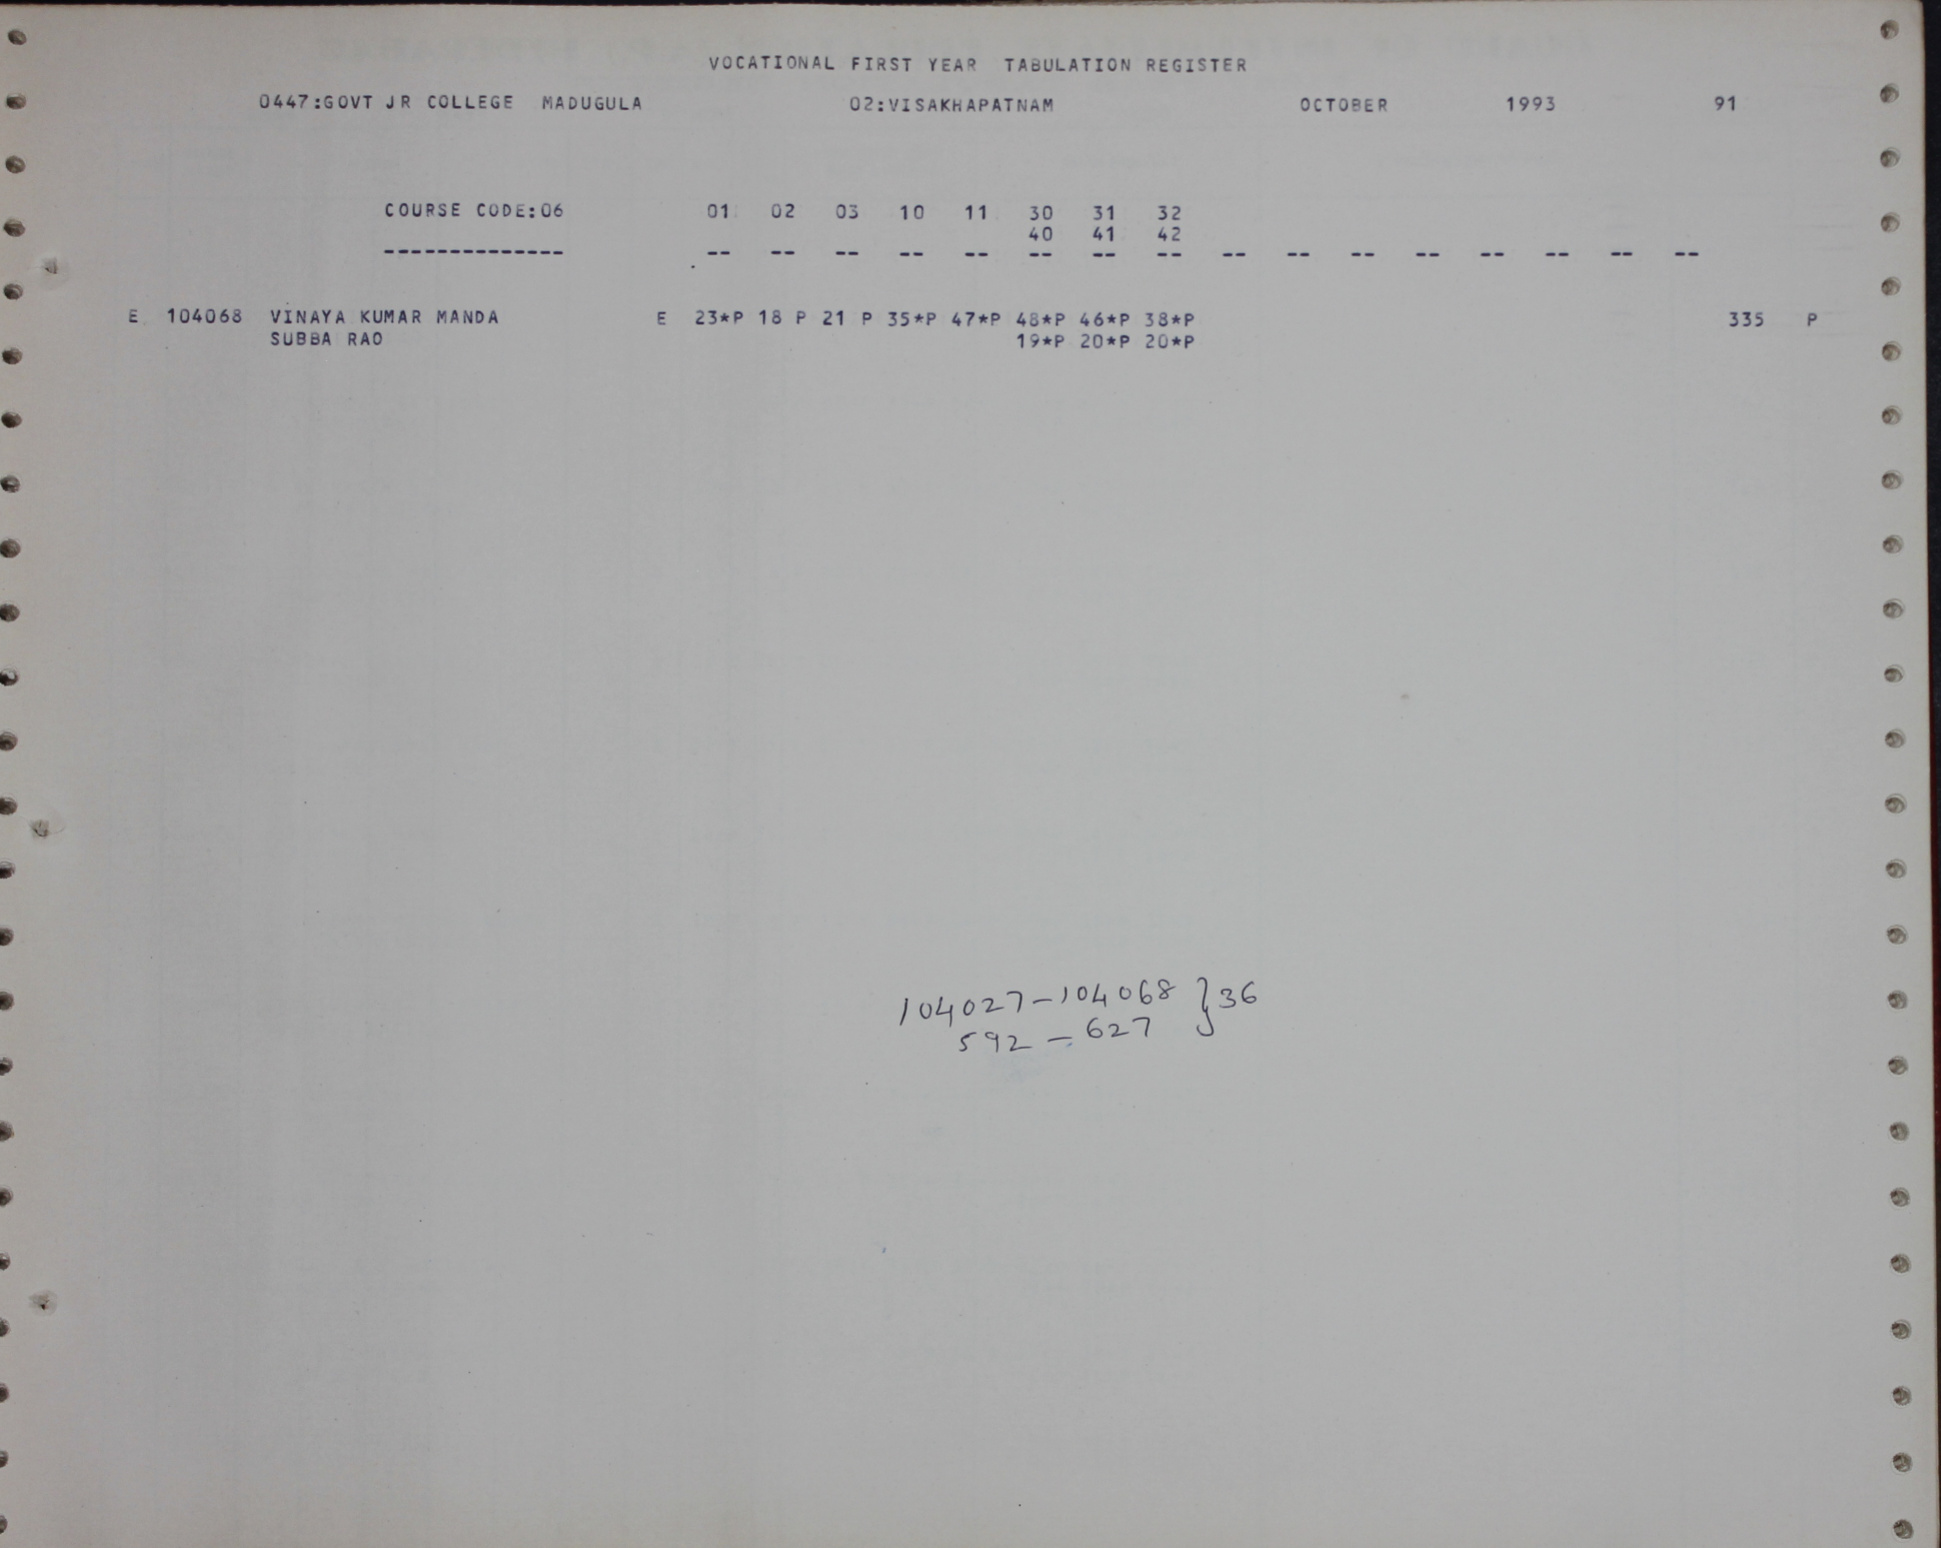 VOCATIONAL FIRST YEAR TABULATION REGISTER
0447:GOVT JR COLLEGE MADUGULA 02:VISAKHAPATNAM OCTOBER 1993 91
COURSE CODE:06 01 02 03 10 11 30 31 32
40 41 42
-------------- -- -- -- -- -- -- -- -- -- -- -- -- -- -- -- --
E 104068 VINAYA KUMAR MANDA E 23*P 18 P 21 P 35*P 47*P 48*P 46*P 38*P 335 P
SUBBA RAO 19*P 20*P 20*P
104027-104068 } 36
592 - 627